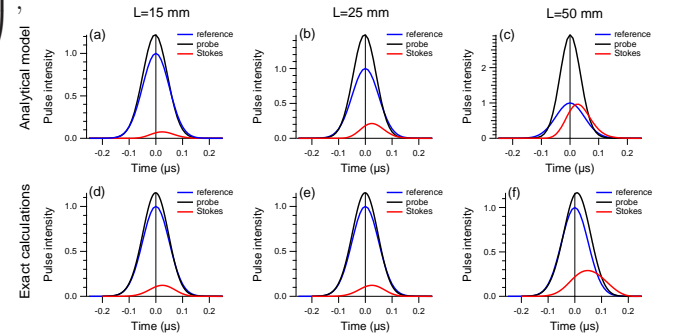 ) ,
L=15 mm L=25 mm L=50 mm
Analytical model
(a)
reference
probe
Stokes
Pulse intensity
1.0
0.5
0.0
-0.2 -0.1 0.0 0.1 0.2
Time (μs)
(b)
reference
probe
Stokes
Pulse intensity
1.0
0.5
0.0
-0.2 -0.1 0.0 0.1 0.2
Time (μs)
(c)
reference
probe
Stokes
Pulse intensity
2
1
0
-0.2 -0.1 0.0 0.1 0.2
Time (μs)
Exact calculations
(d)
reference
probe
Stokes
Pulse intensity
1.0
0.5
0.0
-0.2 -0.1 0.0 0.1 0.2
Time (μs)
(e)
reference
probe
Stokes
Pulse intensity
1.0
0.5
0.0
-0.2 -0.1 0.0 0.1 0.2
Time (μs)
(f)
reference
probe
Stokes
Pulse intensity
1.0
0.5
0.0
-0.2 -0.1 0.0 0.1 0.2
Time (μs)